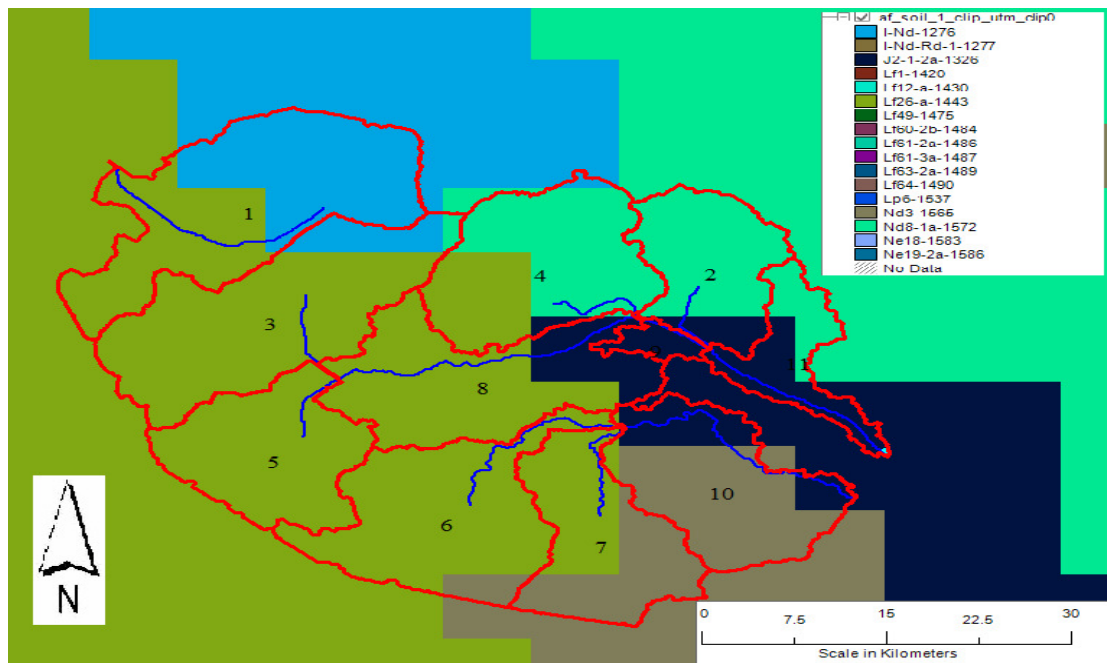 af_soil_1_clip_utm_clip0
I-Nd-1276
I-Nd-Rd-1-1277
J2-1-2a-1326
Lf1-1420
Lf12-a-1430
Lf26-a-1443
Lf49-1475
Lf60-2b-1484
Lf61-2a-1486
Lf61-3a-1487
Lf63-2a-1489
Lf64-1490
Lp6-1537
Nd3-1565
Nd8-1a-1572
Ne18-1583
Ne19-2a-1586
No Data
1
2
4
3
9
11
8
5
10
6
7
N
0 15 30
7.5 22.5
Scale in Kilometers